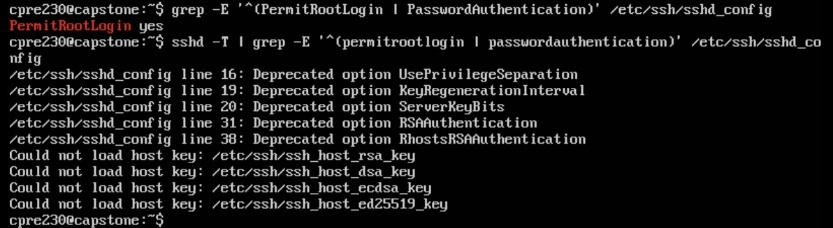 cpre230@capstone:~$ grep -E '^(PermitRootLogin | PasswordAuthentication)' /etc/ssh/sshd_config
PermitRootLogin yes
cpre230@capstone:~$ sshd -T | grep -E '^(permitrootlogin | passwordauthentication)' /etc/ssh/sshd_co
nfig
/etc/ssh/sshd_config line 16: Deprecated option UsePrivilegeSeparation
/etc/ssh/sshd_config line 19: Deprecated option KeyRegenerationInterval
/etc/ssh/sshd_config line 20: Deprecated option ServerKeyBits
/etc/ssh/sshd_config line 31: Deprecated option RSAAuthentication
/etc/ssh/sshd_config line 38: Deprecated option RhostsRSAAuthentication
Could not load host key: /etc/ssh/ssh_host_rsa_key
Could not load host key: /etc/ssh/ssh_host_dsa_key
Could not load host key: /etc/ssh/ssh_host_ecdsa_key
Could not load host key: /etc/ssh/ssh_host_ed25519_key
cpre230@capstone:~$